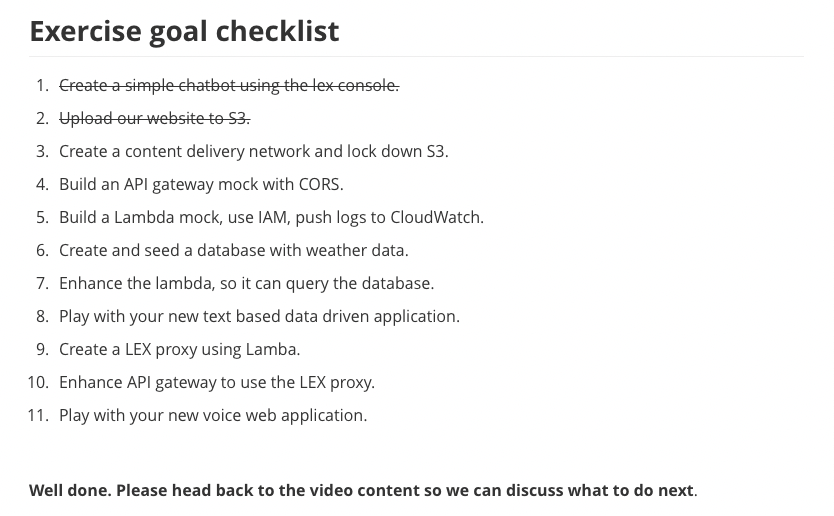 Exercise goal checklist
1. Create a simple chatbot using the lex console.
2. Upload our website to S3.
3. Create a content delivery network and lock down S3.
4. Build an API gateway mock with CORS.
5. Build a Lambda mock, use IAM, push logs to CloudWatch.
6. Create and seed a database with weather data.
7. Enhance the lambda, so it can query the database.
8. Play with your new text based data driven application.
9. Create a LEX proxy using Lamba.
10. Enhance API gateway to use the LEX proxy.
11. Play with your new voice web application.
Well done. Please head back to the video content so we can discuss what to do next.